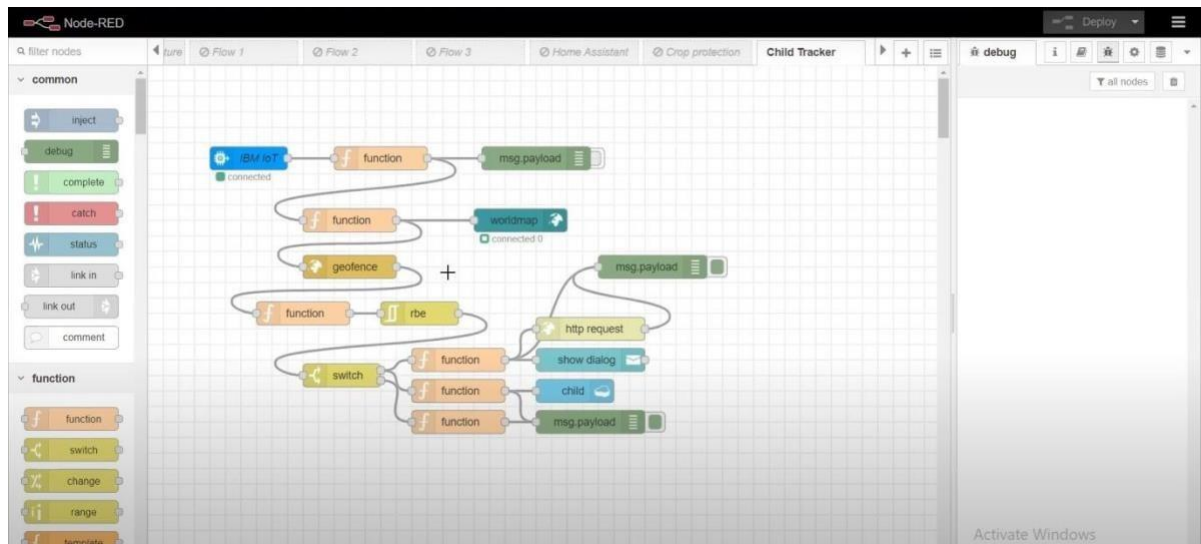 Node-RED
Deploy
filter nodes
ture
Flow 1
Flow 2
Flow 3
Home Assistant
Crop protection
Child Tracker
debug
i
all nodes
common
inject
debug
complete
catch
status
link in
link out
comment
function
function
switch
change
range
template
IBM IoT
connected
function
msg.payload
function
worldmap
connected 0
geofence
msg.payload
function
rbe
http request
switch
function
show dialog
function
child
function
msg.payload
Activate Windows